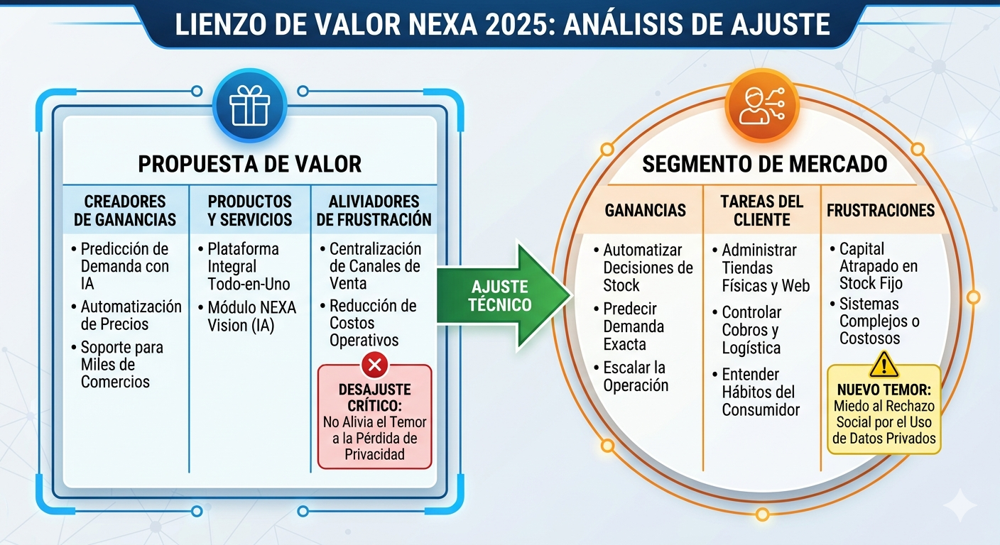 LIENZO DE VALOR NEXA 2025: ANÁLISIS DE AJUSTE
PROPUESTA DE VALOR
CREADORES
DE GANANCIAS
• Predicción de
Demanda con
IA
• Automatización
de Precios
• Soporte para
Miles de
Comercios
PRODUCTOS
Y SERVICIOS
• Plataforma
Integral
Todo-en-Uno
• Módulo NEXA
Vision (IA)
ALIVIADORES
DE FRUSTRACIÓN
• Centralización
de Canales de
Venta
• Reducción de
Costos
Operativos
DESAJUSTE
CRÍTICO:
No Alivia el Temor
a la Pérdida de
Privacidad
AJUSTE
TÉCNICO
SEGMENTO DE MERCADO
GANANCIAS
• Automatizar
Decisiones de
Stock
• Predecir
Demanda
Exacta
• Escalar la
Operación
TAREAS DEL
CLIENTE
• Administrar
Tiendas
Físicas y Web
• Controlar
Cobros y
Logística
• Entender
Hábitos del
Consumidor
FRUSTRACIONES
• Capital
Atrapado en
Stock Fijo
• Sistemas
Complejos o
Costosos
NUEVO TEMOR:
Miedo al Rechazo
Social por el Uso
de Datos Privados